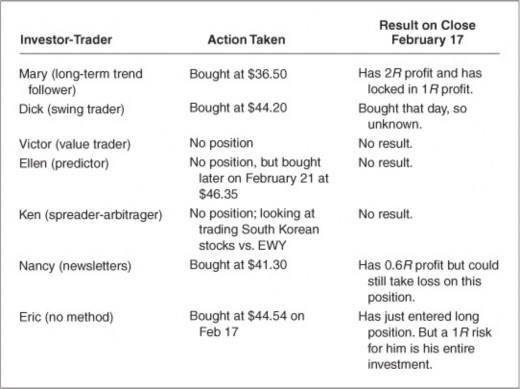 Investor-Trader Action Taken Result on Close
February 17
Mary (long-term trend Bought at $36.50 Has 2R profit and has
follower) locked in 1R profit.
Dick (swing trader) Bought at $44.20 Bought that day, so
unknown.
Victor (value trader) No position No result.
Ellen (predictor) No position, but bought No result.
later on February 21 at
$46.35
Ken (spreader-arbitrager) No position; looking at No result.
trading South Korean
stocks vs. EWY
Nancy (newsletters) Bought at $41.30 Has 0.6R profit but could
still take loss on this
position.
Eric (no method) Bought at $44.54 on Has just entered long
Feb 17 position. But a 1R risk
for him is his entire
investment.